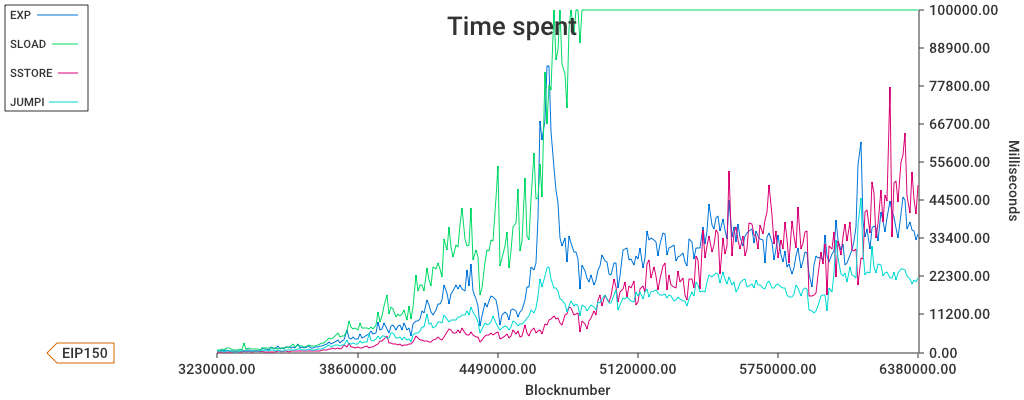 Time spent
EXP
SLOAD
SSTORE
JUMPI
100000.00
88900.00
77800.00
66700.00
55600.00
44500.00
33400.00
22300.00
11200.00
0.00
Milliseconds
EIP150
3230000.00 3860000.00 4490000.00 5120000.00 5750000.00 6380000.00
Blocknumber